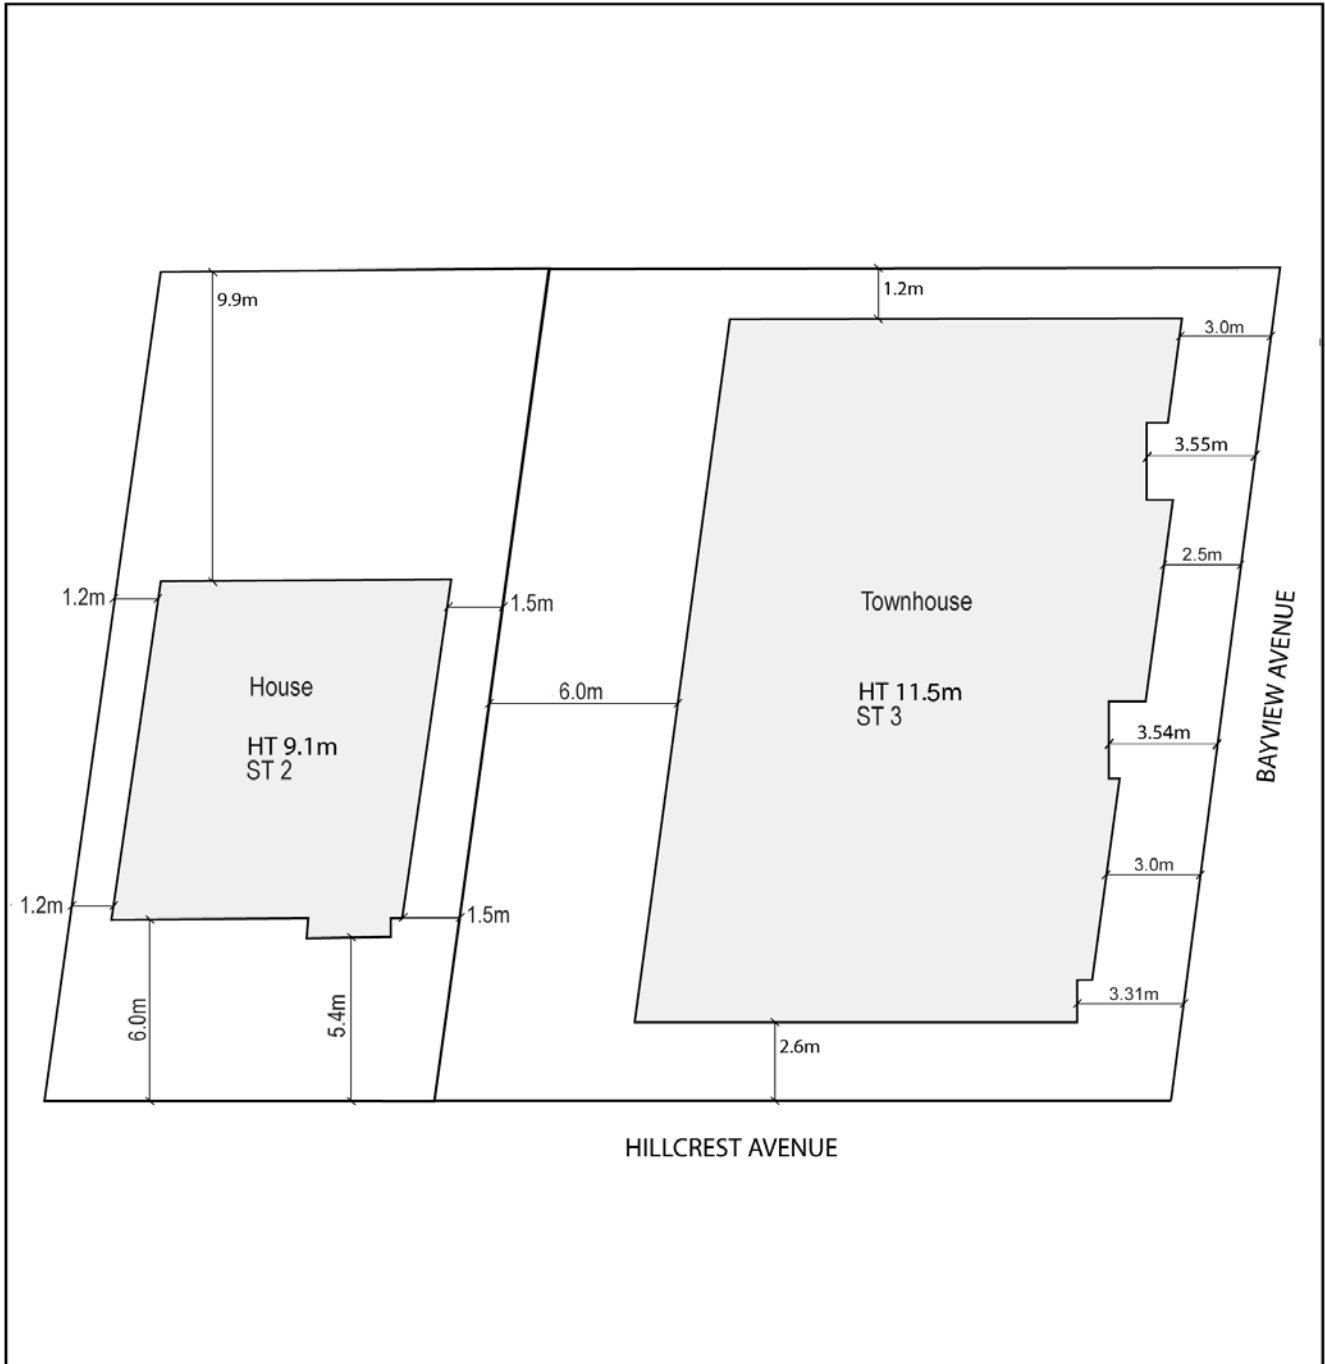 9.9m
1.2m
3.0m
3.55m
2.5m
1.2m
1.5m
Townhouse
BAYVIEW AVENUE
House
6.0m
HT 11.5m
ST 3
3.54m
HT 9.1m
ST 2
3.0m
1.2m
1.5m
6.0m
5.4m
3.31m
2.6m
HILLCREST AVENUE